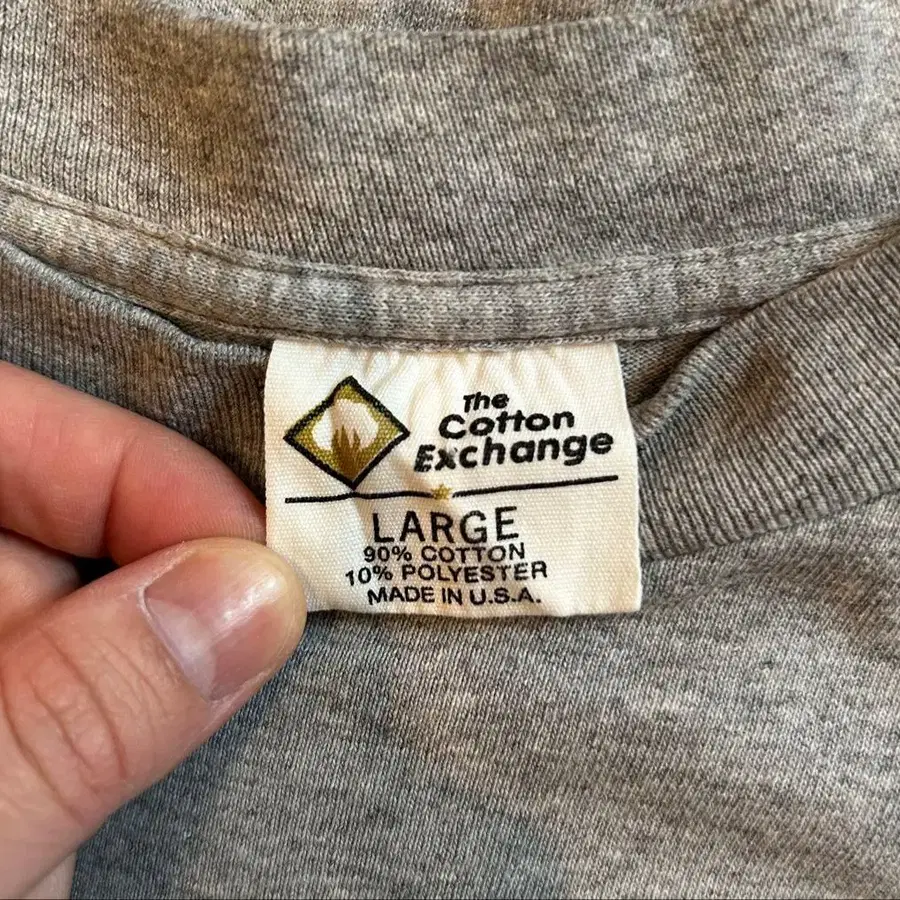 The
Cotton
Exchange
LARGE
90% COTTON
10% POLYESTER
MADE IN U.S.A.